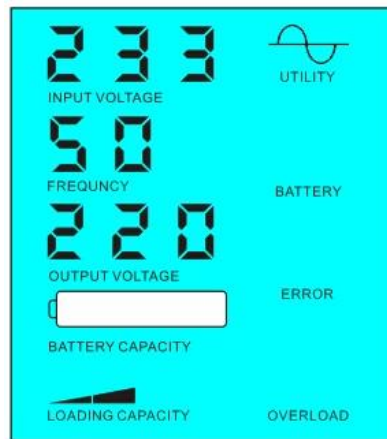 233
UTILITY
INPUT VOLTAGE
50
FREQUNCY
BATTERY
220
OUTPUT VOLTAGE
ERROR
BATTERY CAPACITY
LOADING CAPACITY
OVERLOAD